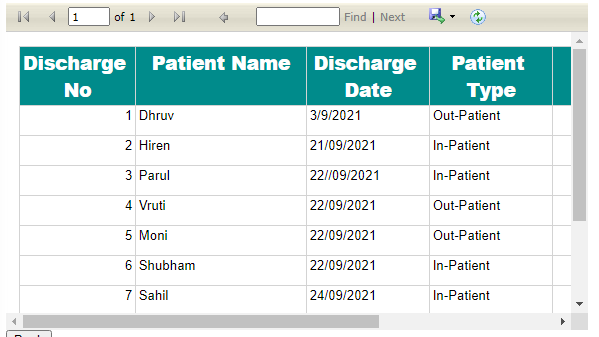 1 of 1 Find | Next
Discharge No Patient Name Discharge Date Patient Type
1 Dhruv 3/9/2021 Out-Patient
2 Hiren 21/09/2021 In-Patient
3 Parul 22//09/2021 In-Patient
4 Vruti 22/09/2021 Out-Patient
5 Moni 22/09/2021 Out-Patient
6 Shubham 22/09/2021 In-Patient
7 Sahil 24/09/2021 In-Patient